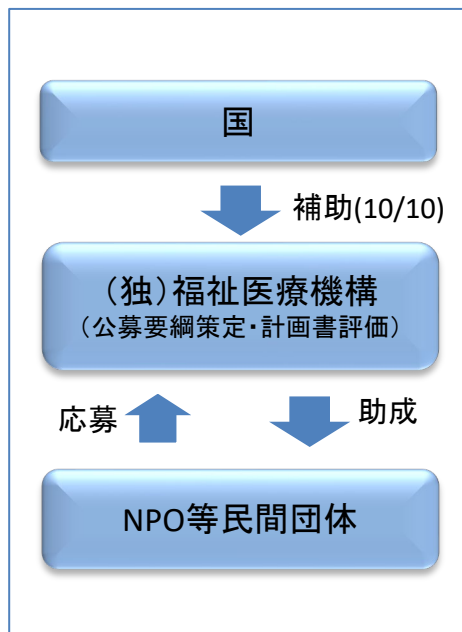 国
補助(10/10)
（独）福祉医療機構
（公募要綱策定・計画書評価）
応募
助成
NPO等民間団体